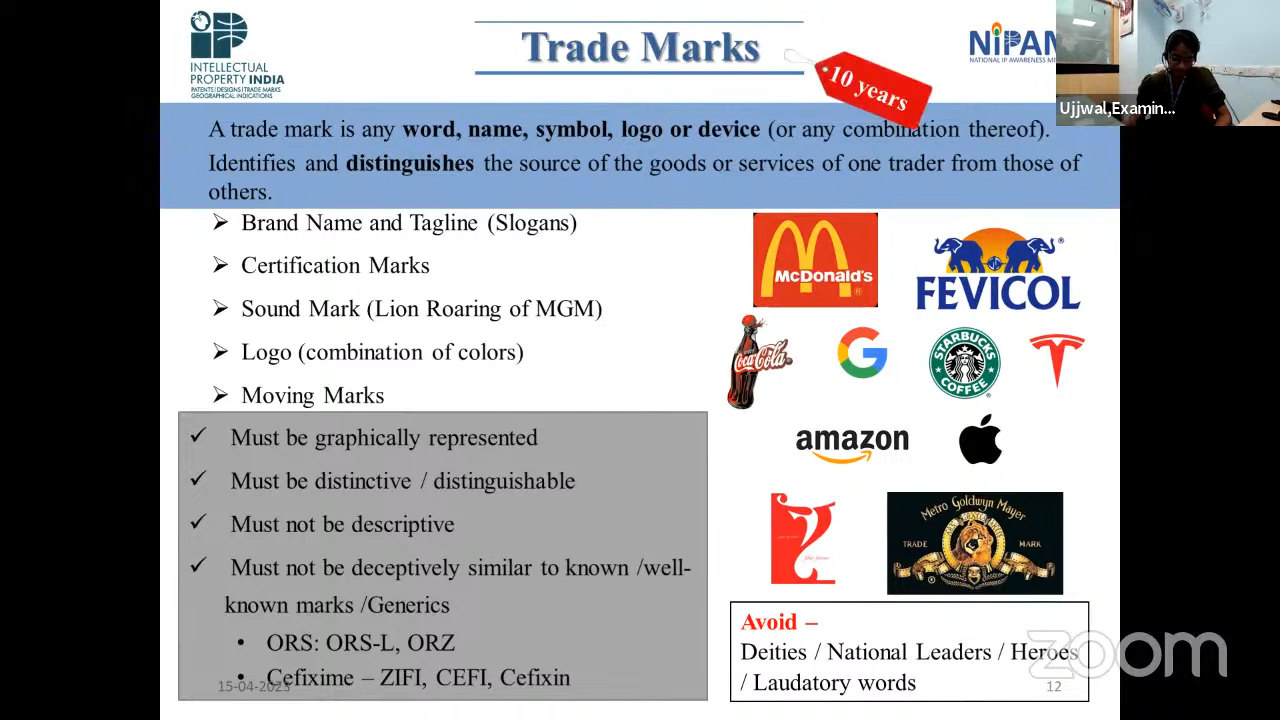 iP
INTELLECTUAL
PROPERTY INDIA
PATENTS | DESIGNS | TRADE MARKS
GEOGRAPHICAL INDICATIONS
Trade Marks
10 years
NiPAM
NATIONAL IP AWARENESS MI
Ujjwal,Examin...
A trade mark is any word, name, symbol, logo or device (or any combination thereof).
Identifies and distinguishes the source of the goods or services of one trader from those of
others.
➢ Brand Name and Tagline (Slogans)
➢ Certification Marks
➢ Sound Mark (Lion Roaring of MGM)
➢ Logo (combination of colors)
➢ Moving Marks
✓ Must be graphically represented
✓ Must be distinctive / distinguishable
✓ Must not be descriptive
✓ Must not be deceptively similar to known /well-
known marks /Generics
• ORS: ORS-L, ORZ
• Cefixime – ZIFI, CEFI, Cefixin
15-04-2023
McDonald's
®
FEVICOL
®
Coca-Cola
G
STARBUCKS
COFFEE
®
amazon
Metro Goldwyn Mayer
TRADE MARK
®
Avoid –
Deities / National Leaders / Heroes
/ Laudatory words
zoom
12